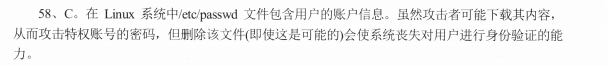 58、C。在 Linux 系统中/etc/passwd 文件包含用户的账户信息。虽然攻击者可能下载其内容，
从而攻击特权账号的密码，但删除该文件(即使这是可能的)会使系统丧失对用户进行身份验证的能
力。